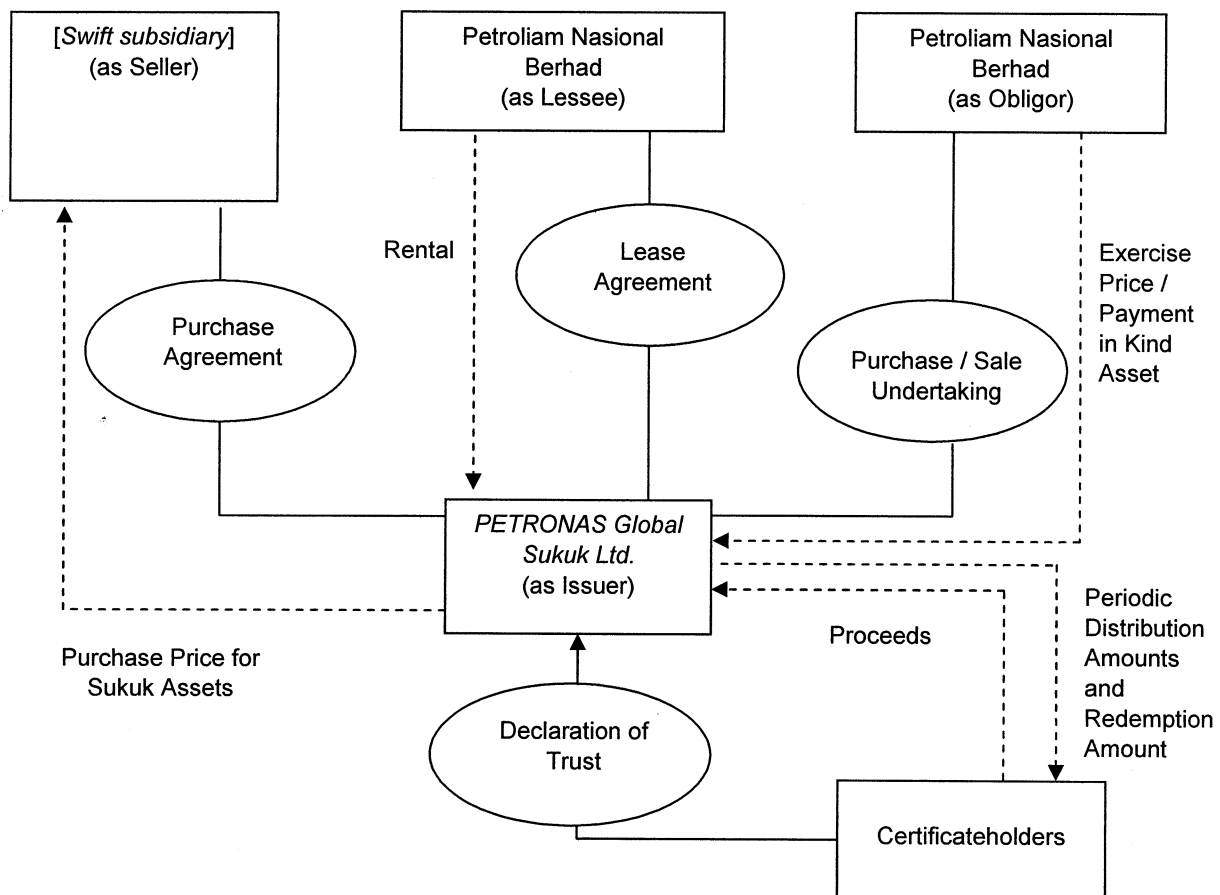 [Swift subsidiary]
(as Seller)
Petroliam Nasional
Berhad
(as Lessee)
Petroliam Nasional
Berhad
(as Obligor)
Rental
Lease
Agreement
Exercise
Price /
Payment
in Kind
Asset
Purchase
Agreement
Purchase / Sale
Undertaking
PETRONAS Global
Sukuk Ltd.
(as Issuer)
Purchase Price for
Sukuk Assets
Proceeds
Periodic
Distribution
Amounts
and
Redemption
Amount
Declaration of
Trust
Certificateholders